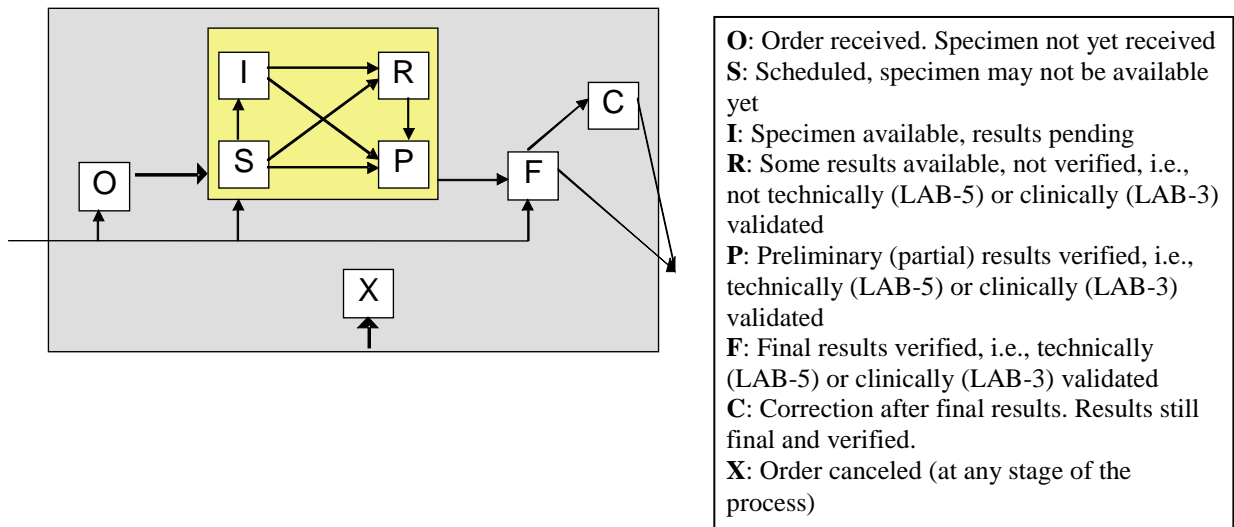 I
R
S
P
O
F
C
X
O: Order received. Specimen not yet received
S: Scheduled, specimen may not be available
yet
I: Specimen available, results pending
R: Some results available, not verified, i.e.,
not technically (LAB-5) or clinically (LAB-3)
validated
P: Preliminary (partial) results verified, i.e.,
technically (LAB-5) or clinically (LAB-3)
validated
F: Final results verified, i.e., technically
(LAB-5) or clinically (LAB-3) validated
C: Correction after final results. Results still
final and verified.
X: Order canceled (at any stage of the
process)